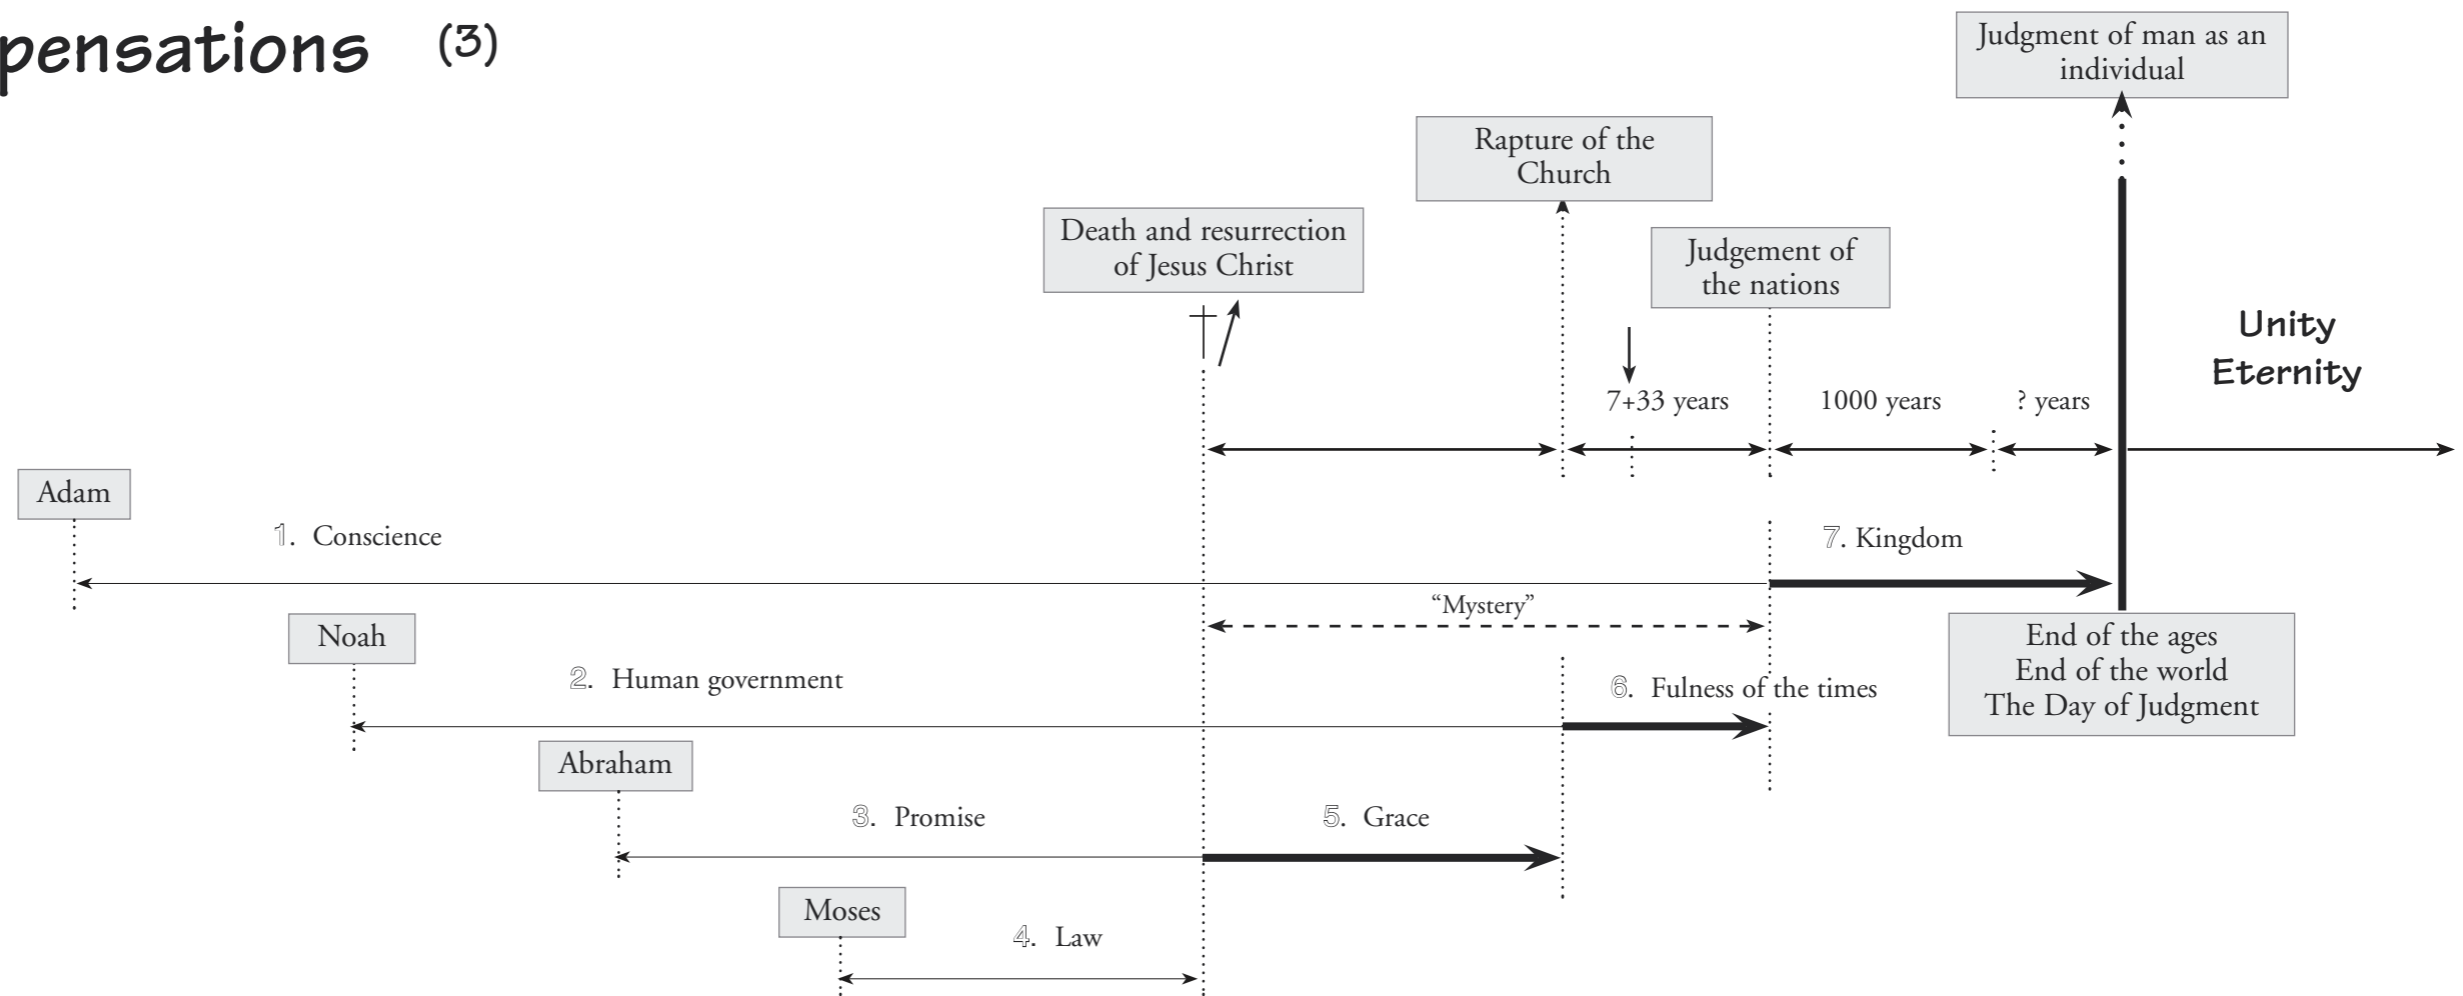 pensations (3)
Judgment of man as an
individual
Rapture of the
Church
Death and resurrection
of Jesus Christ
Judgement of
the nations
Unity
Eternity
7+33 years
1000 years
? years
Adam
1. Conscience
7. Kingdom
“Mystery”
Noah
2. Human government
6. Fulness of the times
End of the ages
End of the world
The Day of Judgment
Abraham
3. Promise
5. Grace
Moses
4. Law